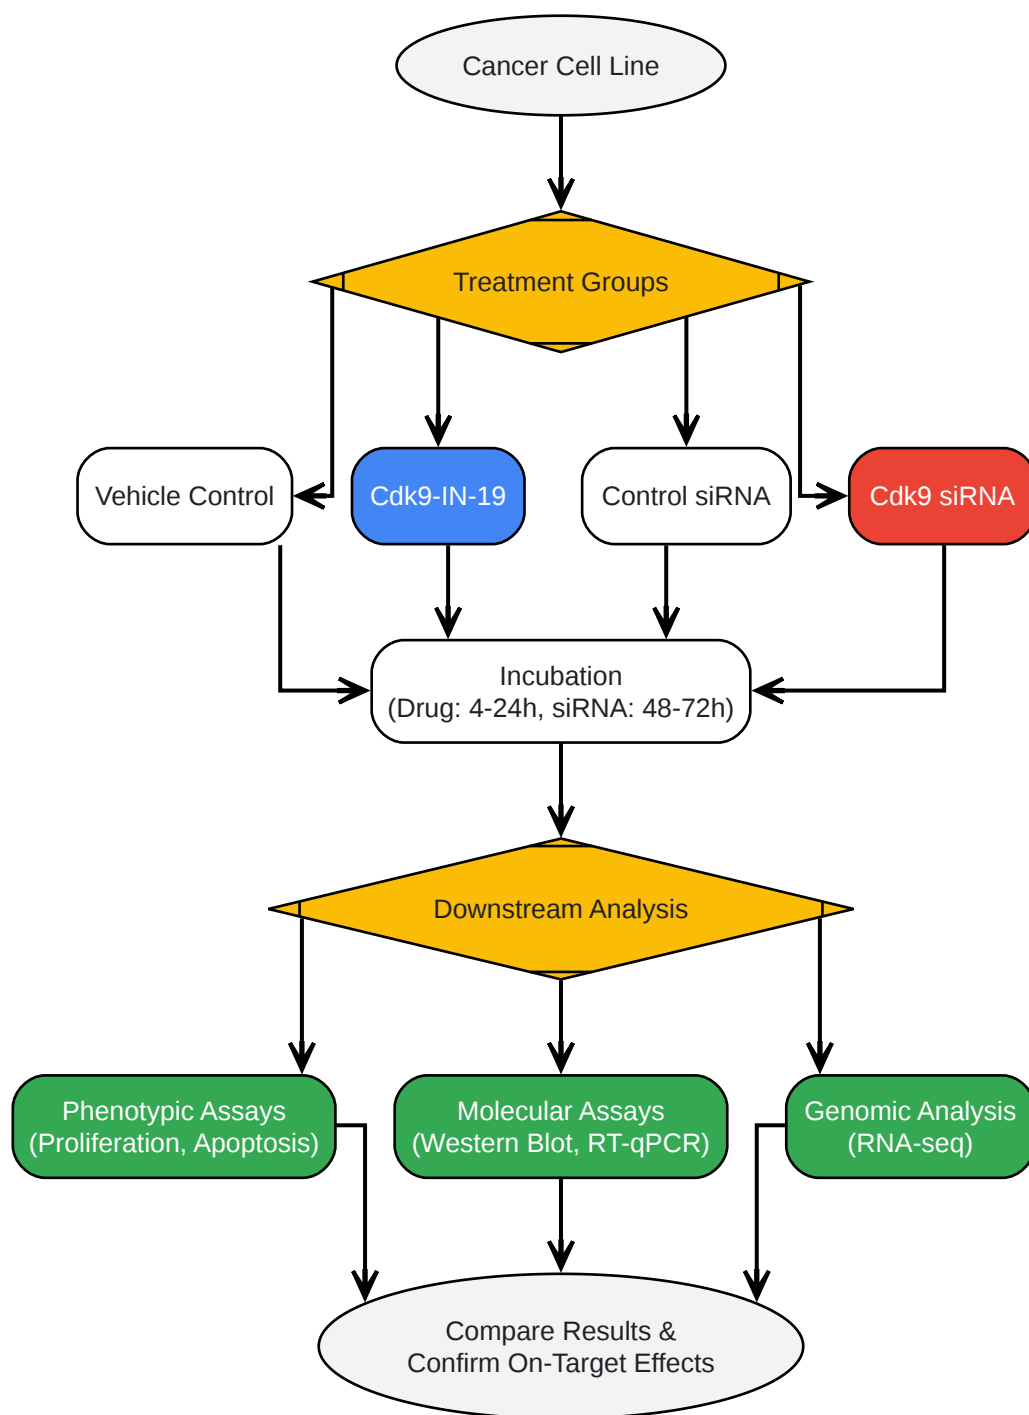 Cancer Cell Line
Treatment Groups
Vehicle Control
Cdk9-IN-19
Control siRNA
Cdk9 siRNA
Incubation
(Drug: 4-24h, siRNA: 48-72h)
Downstream Analysis
Phenotypic Assays
(Proliferation, Apoptosis)
Molecular Assays
(Western Blot, RT-qPCR)
Genomic Analysis
(RNA-seq)
Compare Results &
Confirm On-Target Effects